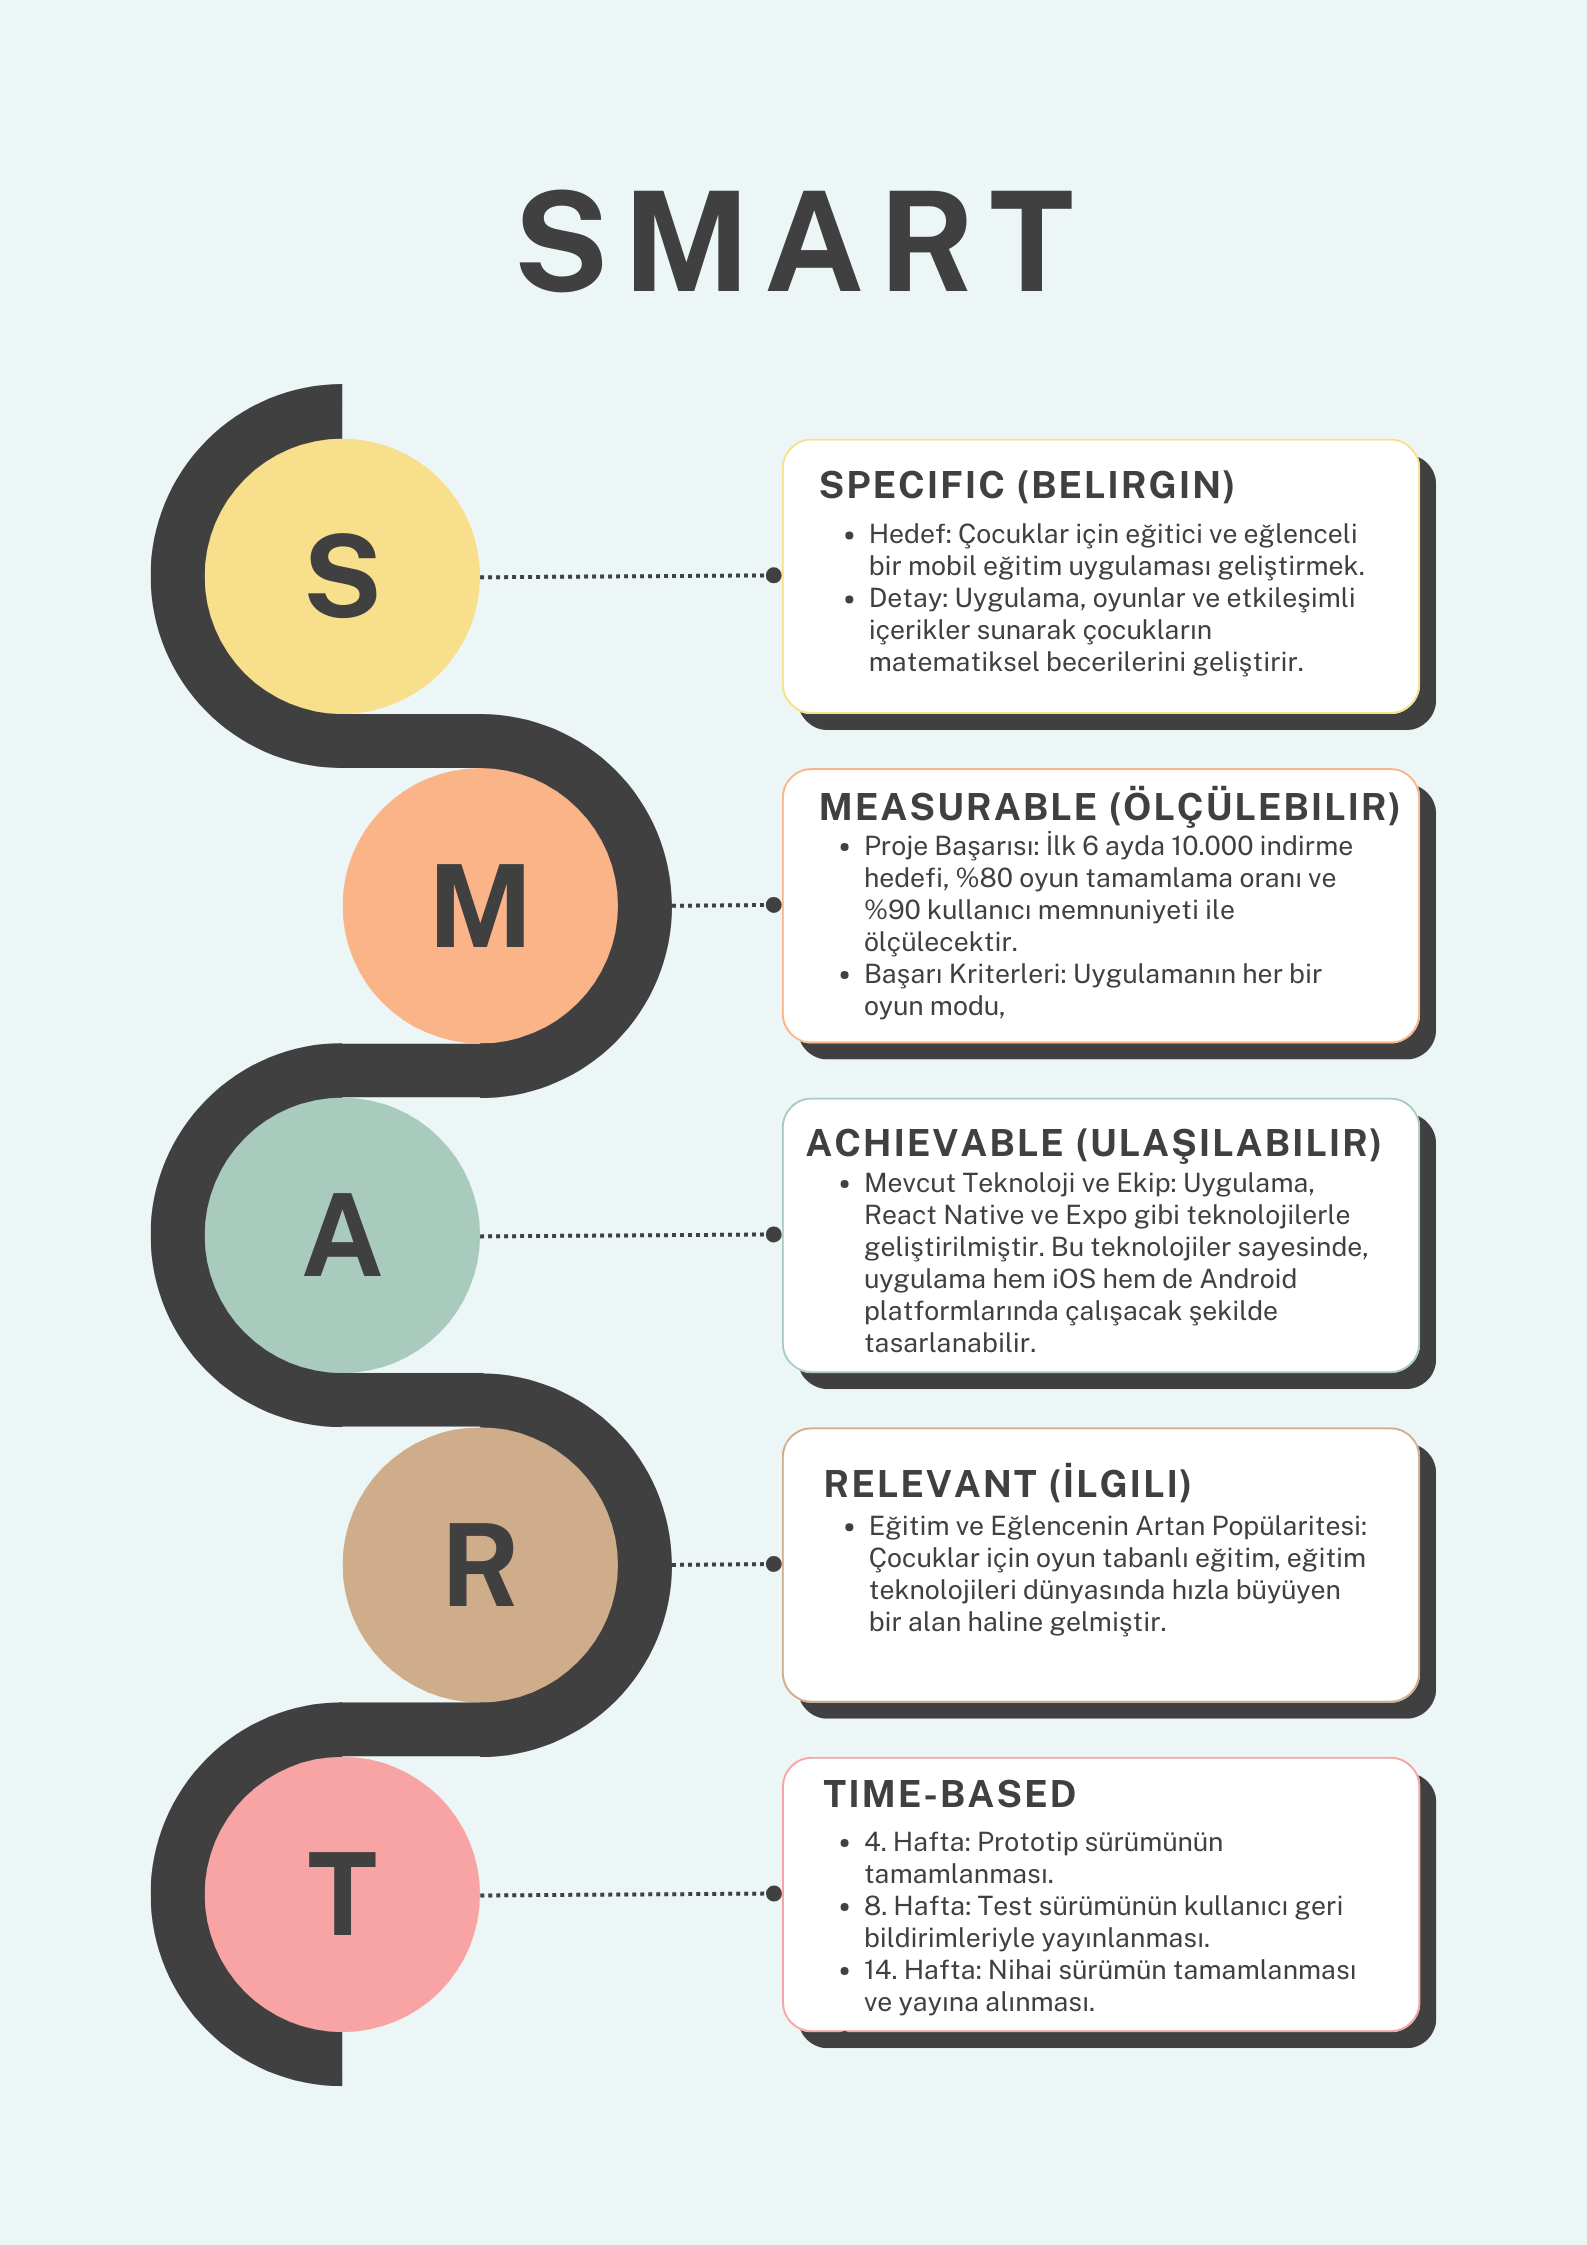 SMART
S
SPECIFIC (BELIRGIN)
• Hedef: Çocuklar için eğitici ve eğlenceli
bir mobil eğitim uygulaması geliştirmek.
• Detay: Uygulama, oyunlar ve etkileşimli
içerikler sunarak çocukların
matematiksel becerilerini geliştirir.
M
MEASURABLE (ÖLÇÜLEBILIR)
• Proje Başarısı: İlk 6 ayda 10.000 indirme
hedefi, %80 oyun tamamlama oranı ve
%90 kullanıcı memnuniyeti ile
ölçülecektir.
• Başarı Kriterleri: Uygulamanın her bir
oyun modu,
A
ACHIEVABLE (ULAŞILABILIR)
• Mevcut Teknoloji ve Ekip: Uygulama,
React Native ve Expo gibi teknolojilerle
geliştirilmiştir. Bu teknolojiler sayesinde,
uygulama hem iOS hem de Android
platformlarında çalışacak şekilde
tasarlanabilir.
R
RELEVANT (İLGILI)
• Eğitim ve Eğlencenin Artan Popülaritesi:
Çocuklar için oyun tabanlı eğitim, eğitim
teknolojileri dünyasında hızla büyüyen
bir alan haline gelmiştir.
T
TIME-BASED
• 4. Hafta: Prototip sürümünün
tamamlanması.
• 8. Hafta: Test sürümünün kullanıcı geri
bildirimleriyle yayınlanması.
• 14. Hafta: Nihai sürümün tamamlanması
ve yayına alınması.